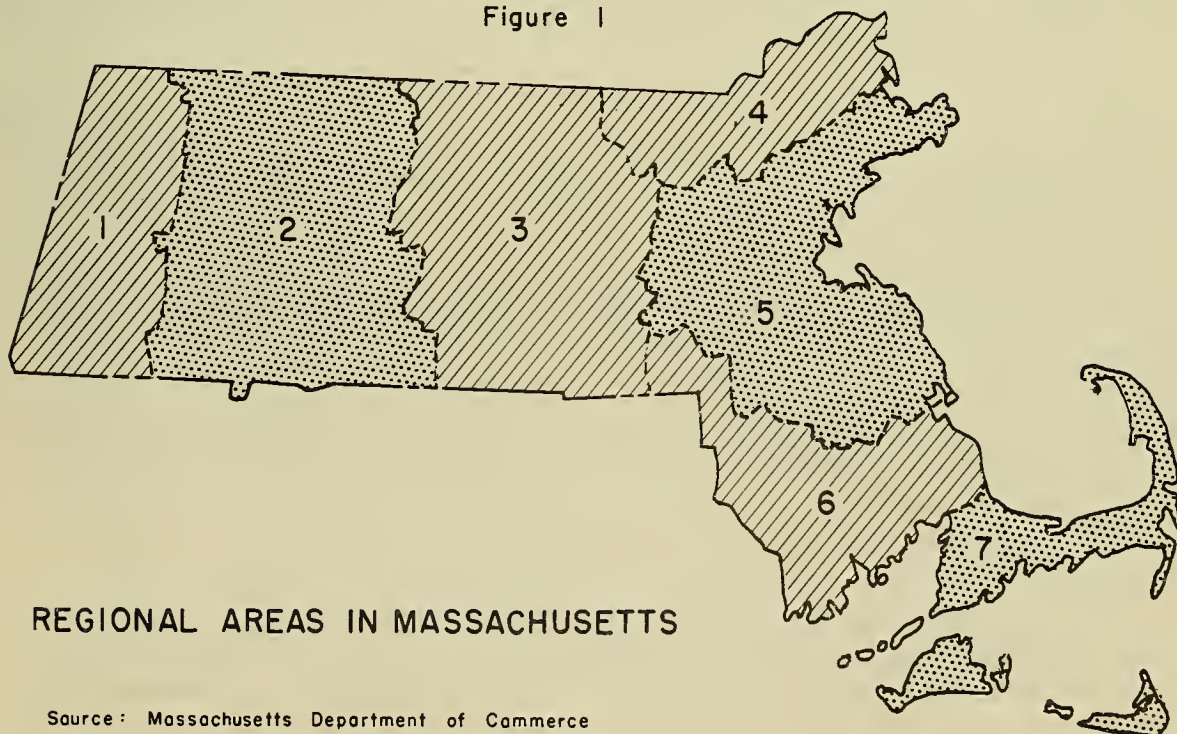 Figure 1
4
1
2
3
5
6
7
REGIONAL AREAS IN MASSACHUSETTS
Source: Massachusetts Department of Commerce